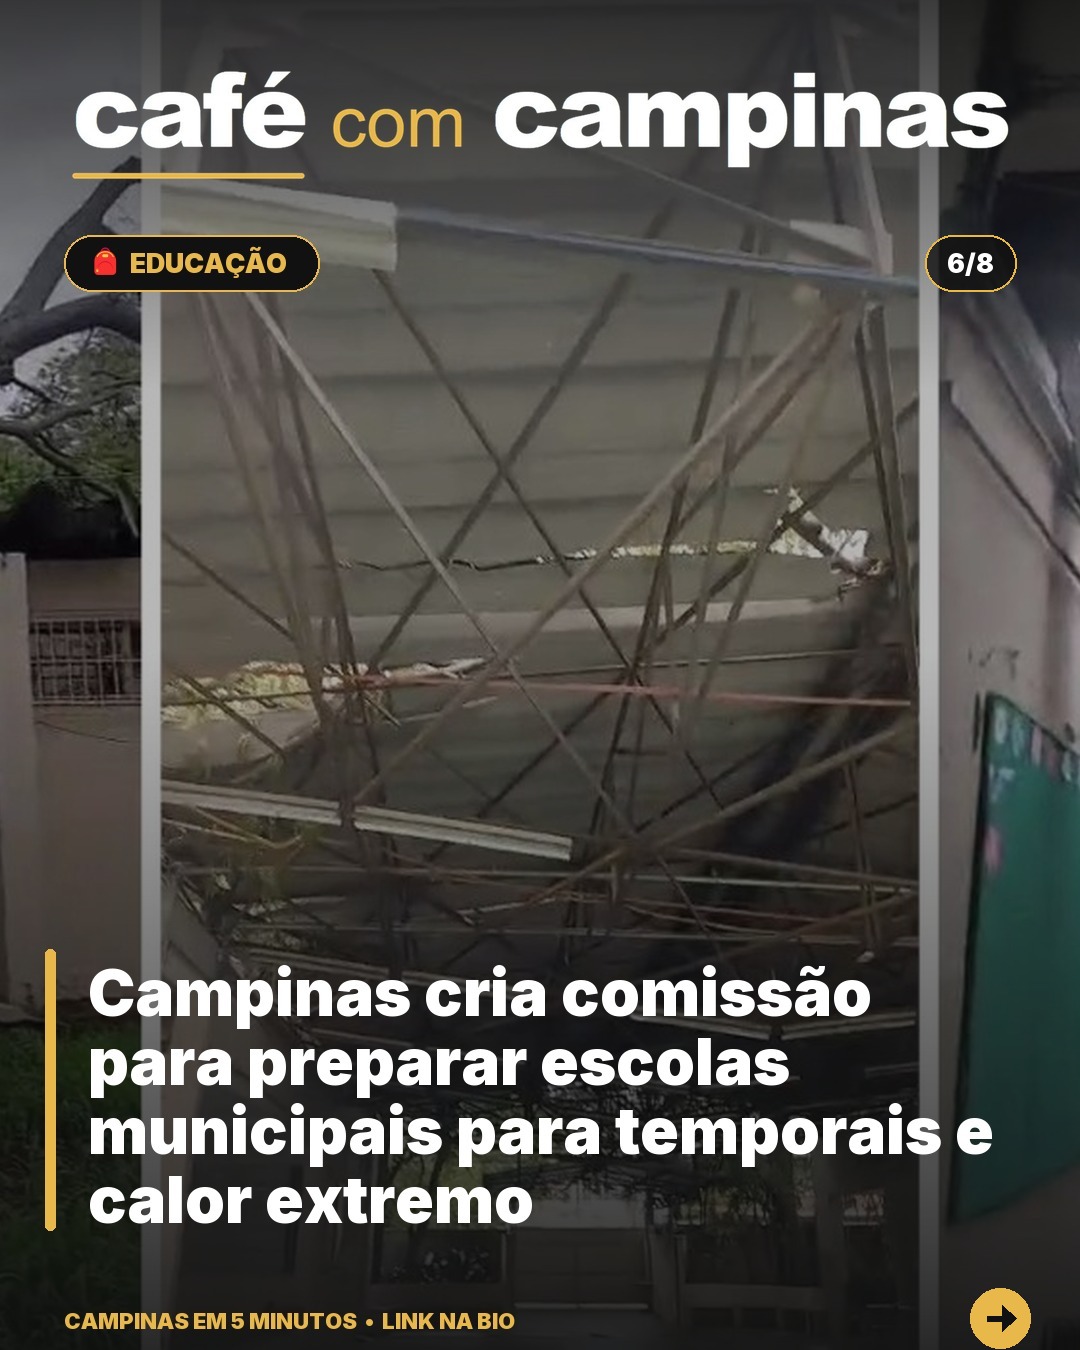 café com campinas
EDUCAÇÃO
6/8
Campinas cria comissão
para preparar escolas
municipais para temporais e
calor extremo
CAMPINAS EM 5 MINUTOS • LINK NA BIO